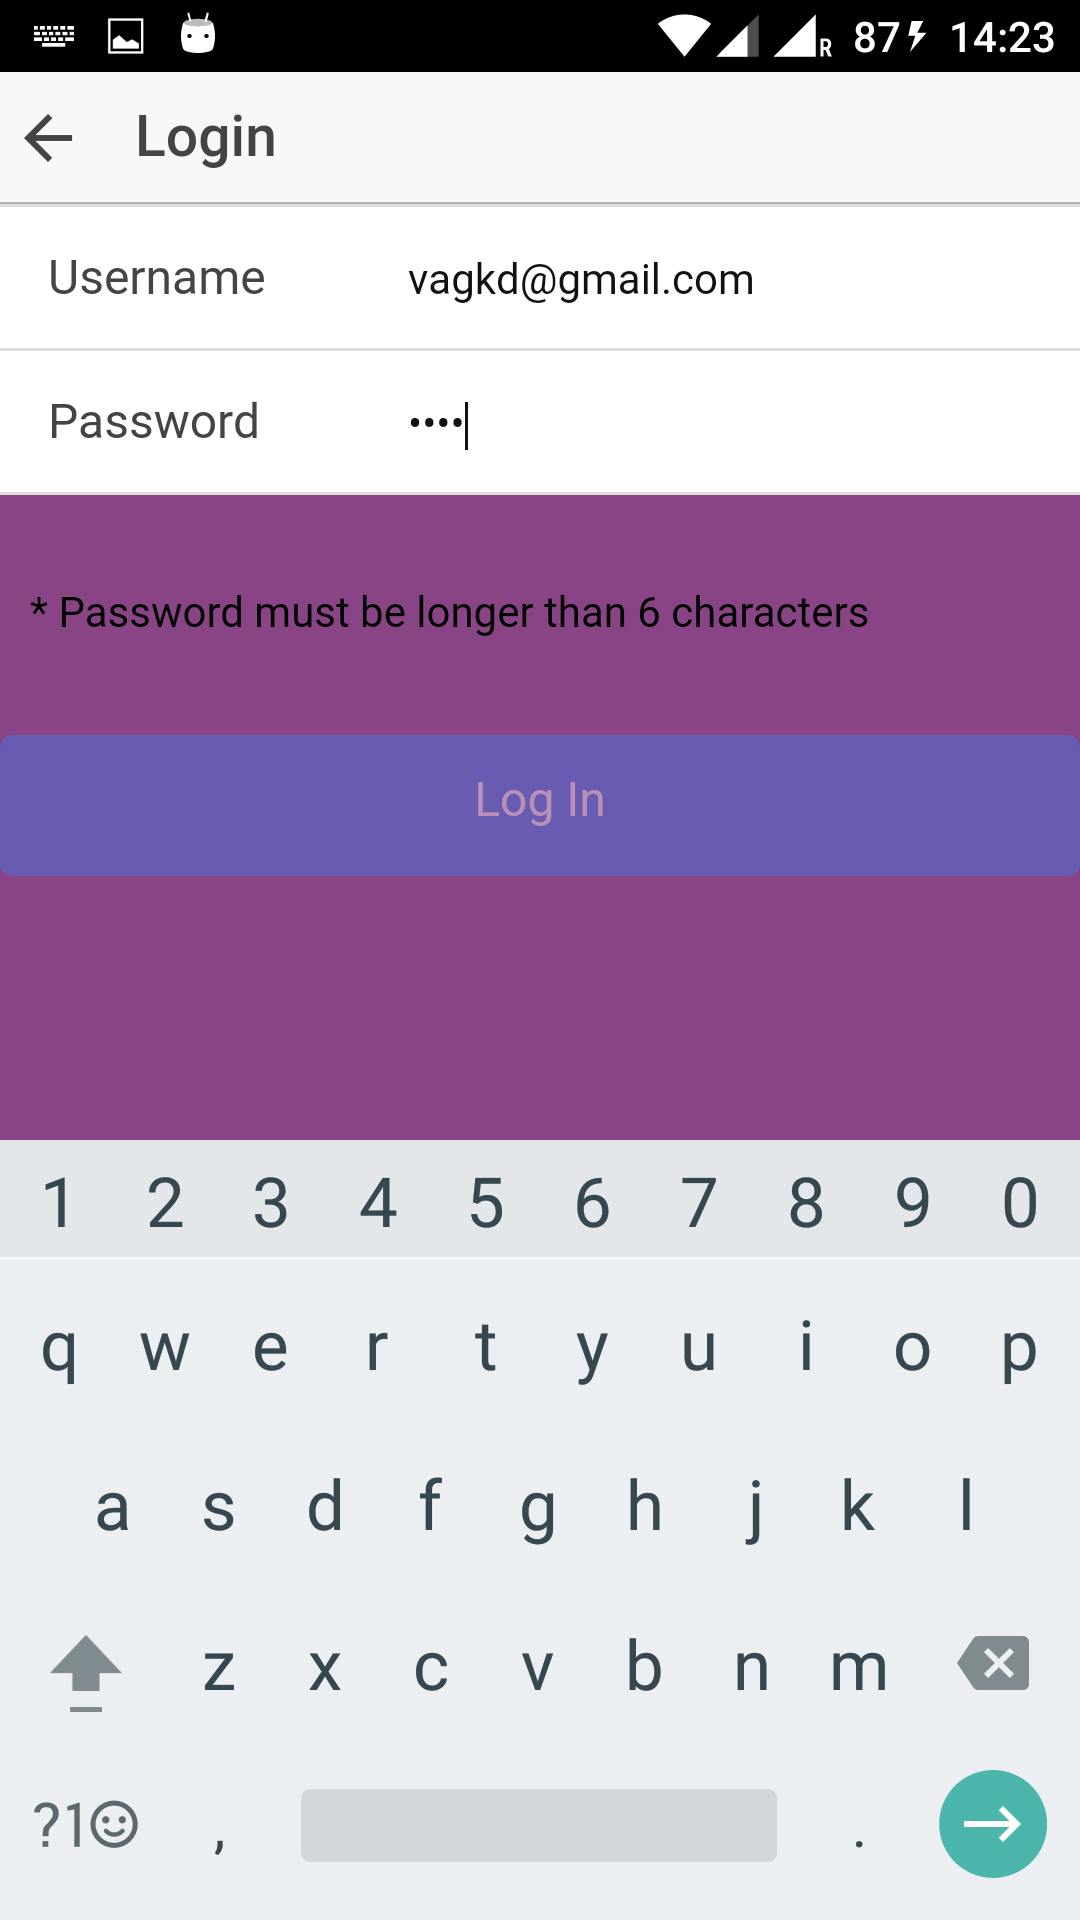 R 87 14:23
Login
Username vagkd@gmail.com
Password ••••
* Password must be longer than 6 characters
Log In
1 2 3 4 5 6 7 8 9 0
q w e r t y u i o p
a s d f g h j k l
z x c v b n m
?1☺ , .